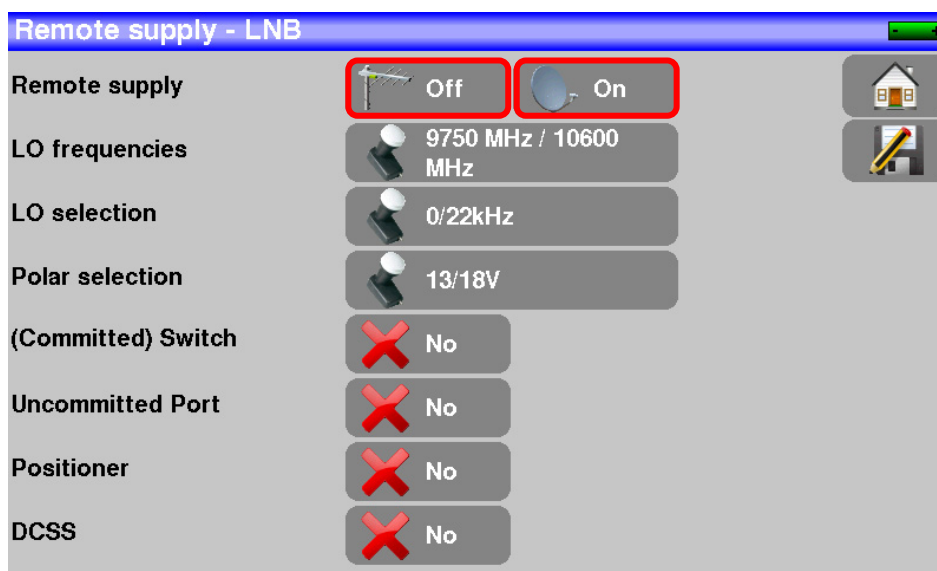 Remote supply - LNB
Remote supply
Off
On
LO frequencies
9750 MHz / 10600
MHz
LO selection
0/22kHz
Polar selection
13/18V
(Committed) Switch
No
Uncommitted Port
No
Positioner
No
DCSS
No